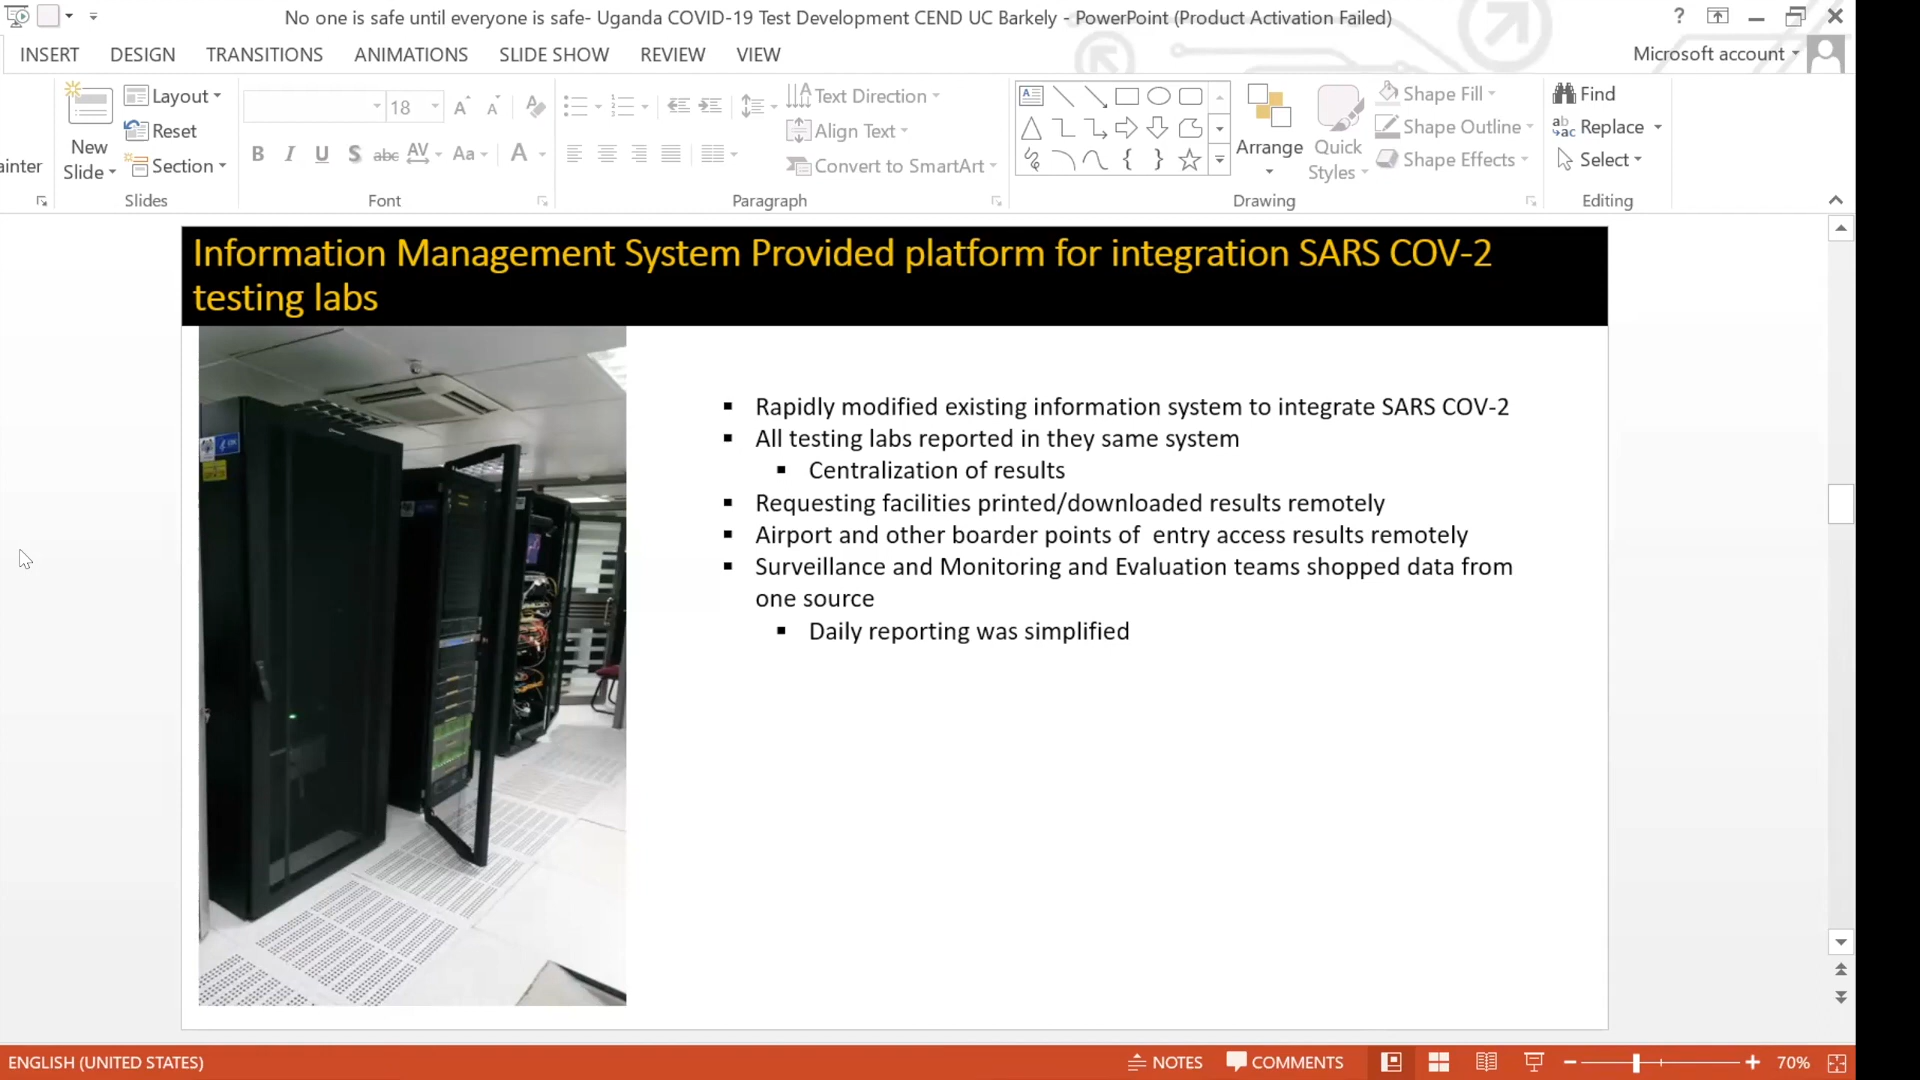 No one is safe until everyone is safe- Uganda COVID-19 Test Development CEND UC Barkely - PowerPoint (Product Activation Failed)
INSERT DESIGN TRANSITIONS ANIMATIONS SLIDE SHOW REVIEW VIEW Microsoft account
Layout
Reset
Section
New
Slide
ainter
Slides
18
Font
Text Direction
Align Text
Convert to SmartArt
Paragraph
Arrange
Quick
Styles
Shape Fill
Shape Outline
Shape Effects
Drawing
Find
Replace
Select
Editing
Information Management System Provided platform for integration SARS COV-2
testing labs
▪ Rapidly modified existing information system to integrate SARS COV-2
▪ All testing labs reported in they same system
▪ Centralization of results
▪ Requesting facilities printed/downloaded results remotely
▪ Airport and other boarder points of  entry access results remotely
▪ Surveillance and Monitoring and Evaluation teams shopped data from
one source
▪ Daily reporting was simplified
ENGLISH (UNITED STATES) NOTES COMMENTS 70%